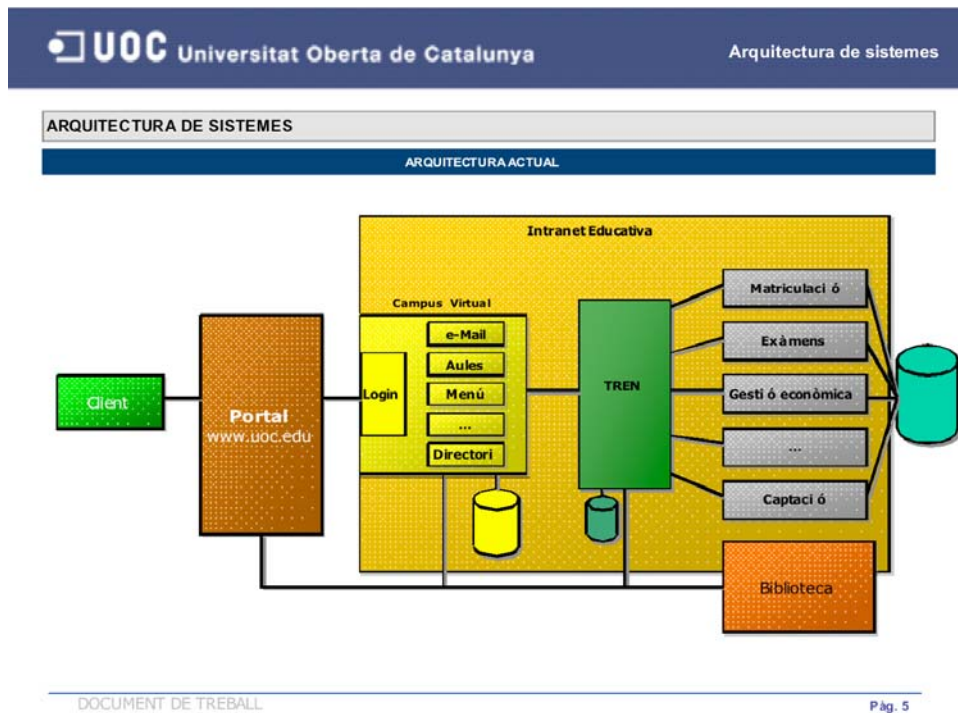 UOC Universitat Oberta de Catalunya
Arquitectura de sistemes
ARQUITECTURA DE SISTEMES
ARQUITECTURA ACTUAL
Intranet Educativa
Campus Virtual
Client
Portal
www.uoc.edu
Login
e-Mail
Aules
Menú
...
Directori
TREN
Matriculaci ó
Exàmens
Gesti ó econòmica
...
Captaci ó
Biblioteca
DOCUMENT DE TREBALL
Pàg. 5